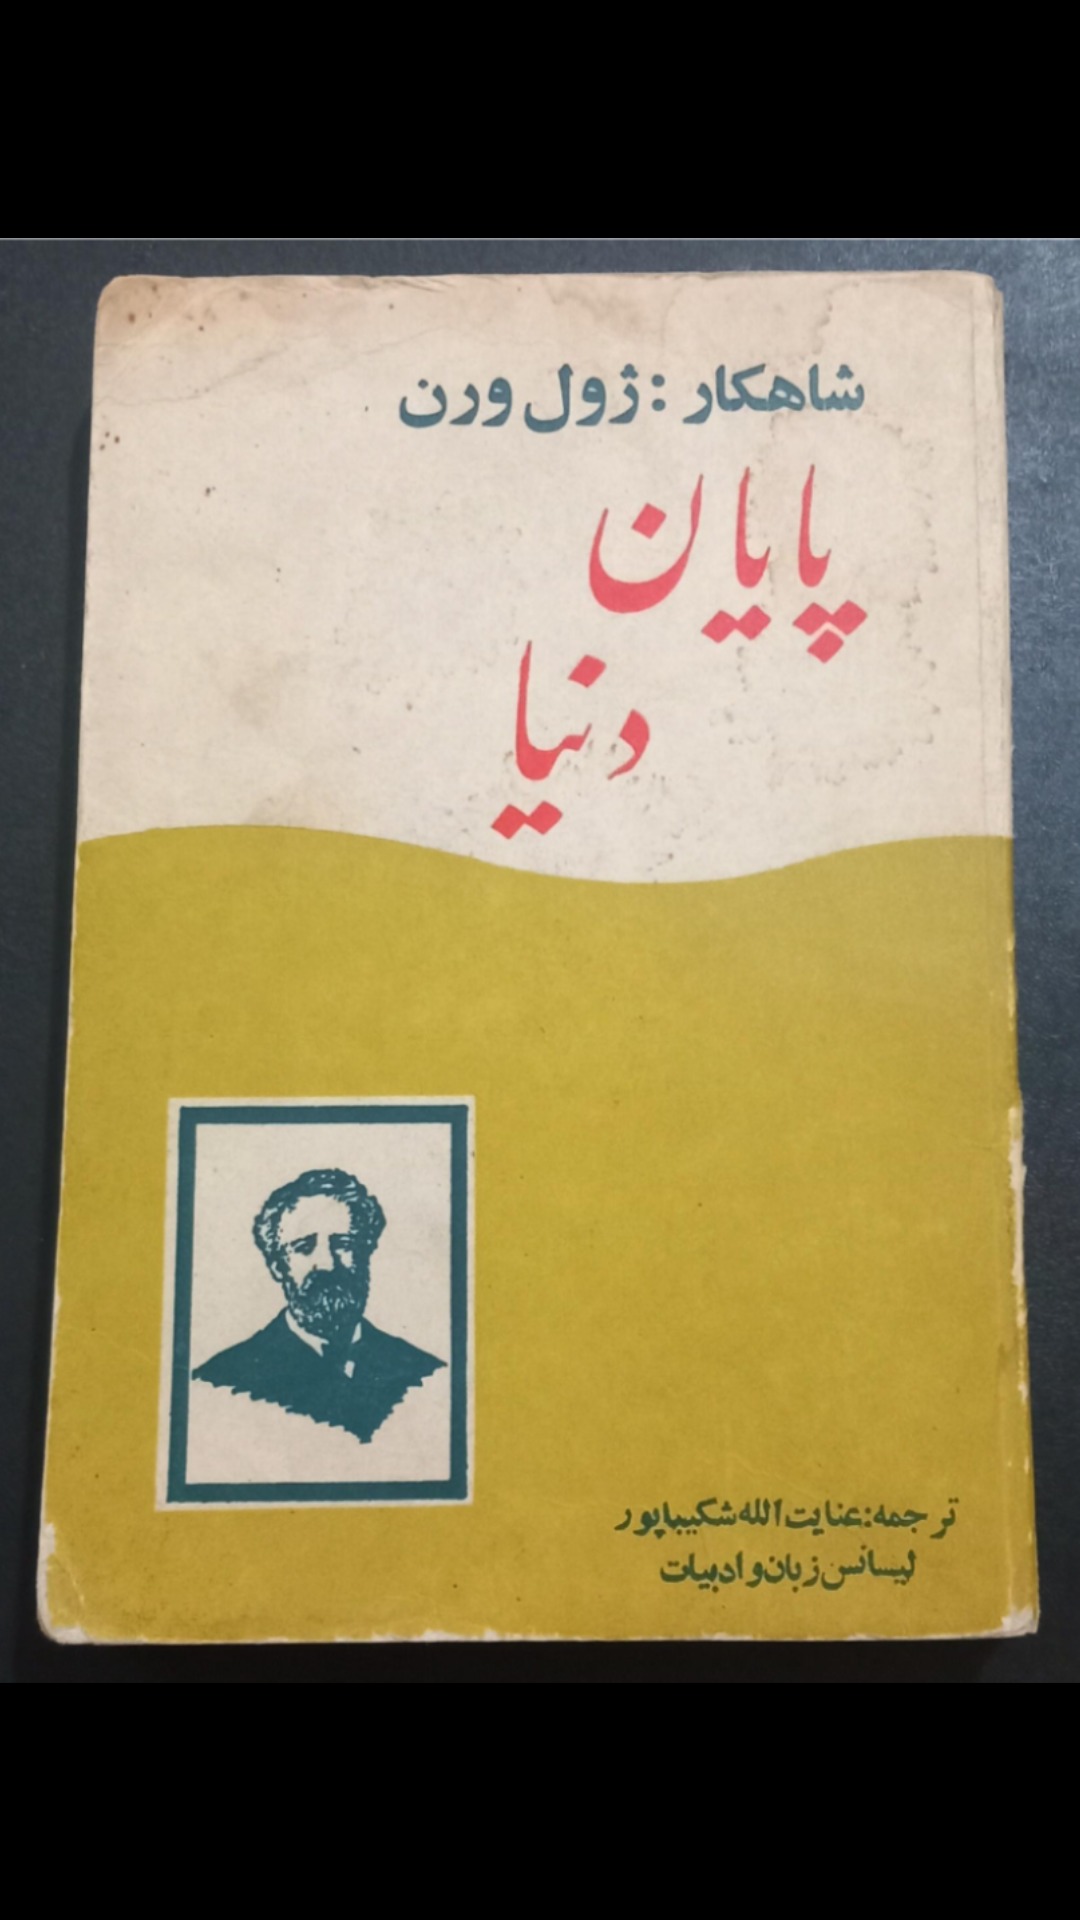 شاهکار : ژول ورن
پایان
دنیا
ترجمه: عنایت الله شکیباپور
لیسانس زبان و ادبیات